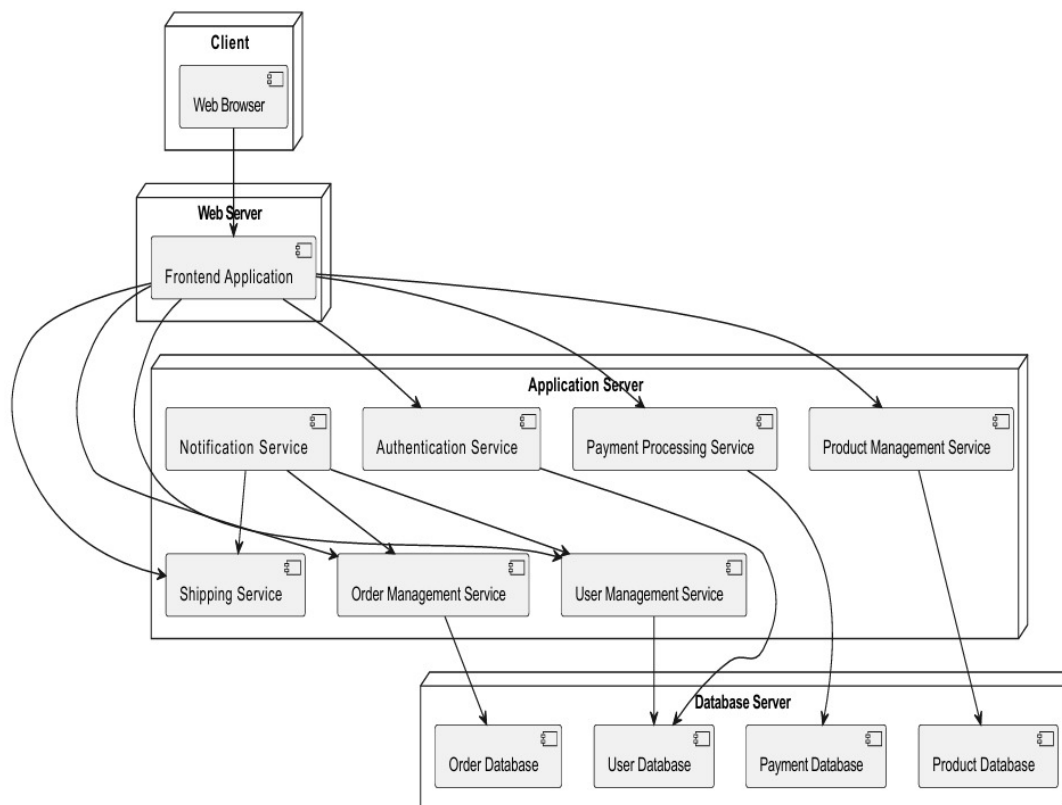 Client
Web Browser
Web Server
Frontend Application
Application Server
Notification Service
Authentication Service
Payment Processing Service
Product Management Service
Shipping Service
Order Management Service
User Management Service
Database Server
Order Database
User Database
Payment Database
Product Database